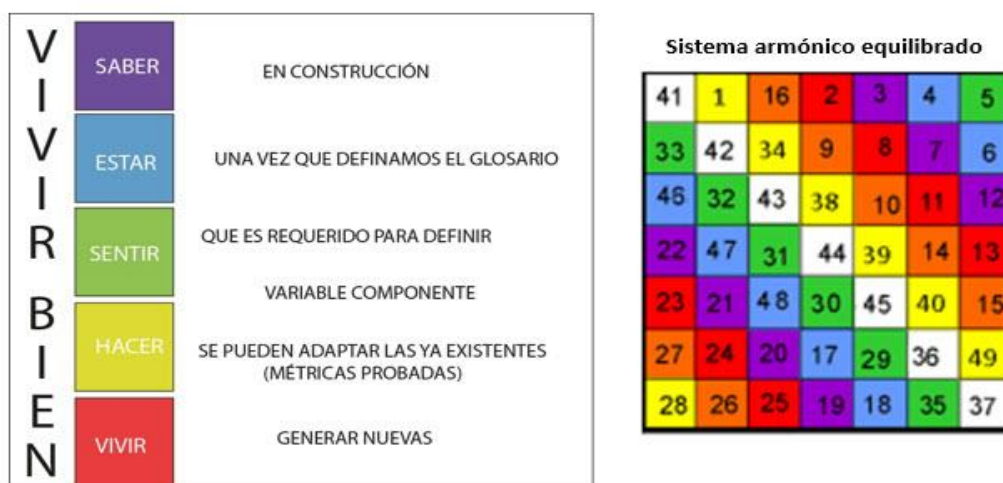 VIVIR BIEN
SABER
EN CONSTRUCCIÓN
ESTAR
UNA VEZ QUE DEFINAMOS EL GLOSARIO
SENTIR
QUE ES REQUERIDO PARA DEFINIR
VARIABLE COMPONENTE
HACER
SE PUEDEN ADAPTAR LAS YA EXISTENTES
(MÉTRICAS PROBADAS)
VIVIR
GENERAR NUEVAS
Sistema armónico equilibrado
41 1 16 2 3 4 5
33 42 34 9 8 7 6
46 32 43 38 10 11 12
22 47 31 44 39 14 13
23 21 48 30 45 40 15
27 24 20 17 29 36 49
28 26 25 19 18 35 37